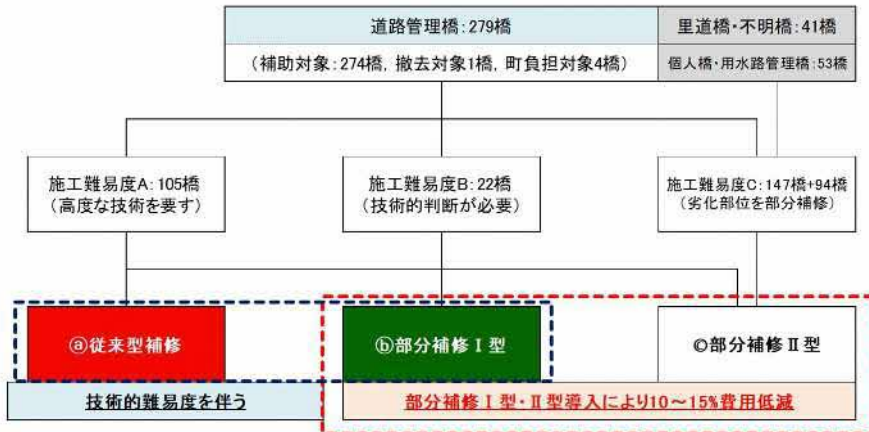 道路管理橋:279橋
里道橋・不明橋:41橋
(補助対象:274橋, 撤去対象1橋, 町負担対象4橋)
個人橋・用水路管理橋:53橋
施工難易度A:105橋
(高度な技術を要す)
施工難易度B:22橋
(技術的判断が必要)
施工難易度C:147橋+94橋
(劣化部位を部分補修)
ⓐ従来型補修
ⓑ部分補修Ⅰ型
©部分補修Ⅱ型
技術的難易度を伴う
部分補修Ⅰ型・Ⅱ型導入により10～15%費用低減